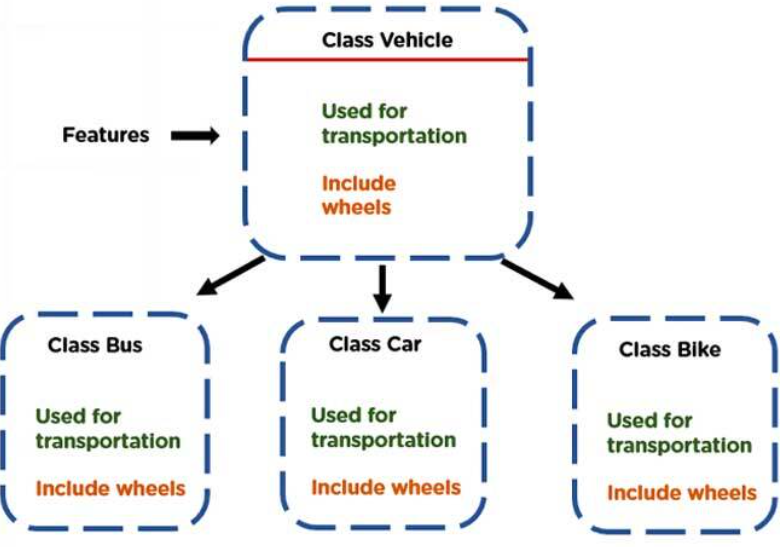 Class Vehicle
Features
Used for
transportation
Include
wheels
Class Bus
Used for
transportation
Include wheels
Class Car
Used for
transportation
Include wheels
Class Bike
Used for
transportation
Include wheels